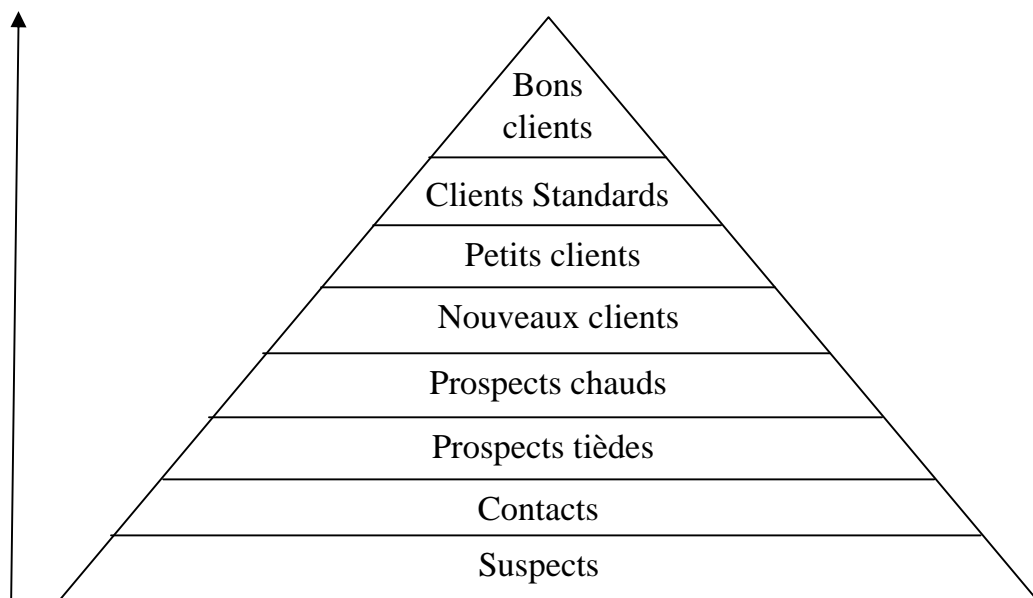 Bons
clients
Clients Standards
Petits clients
Nouveaux clients
Prospects chauds
Prospects tièdes
Contacts
Suspects